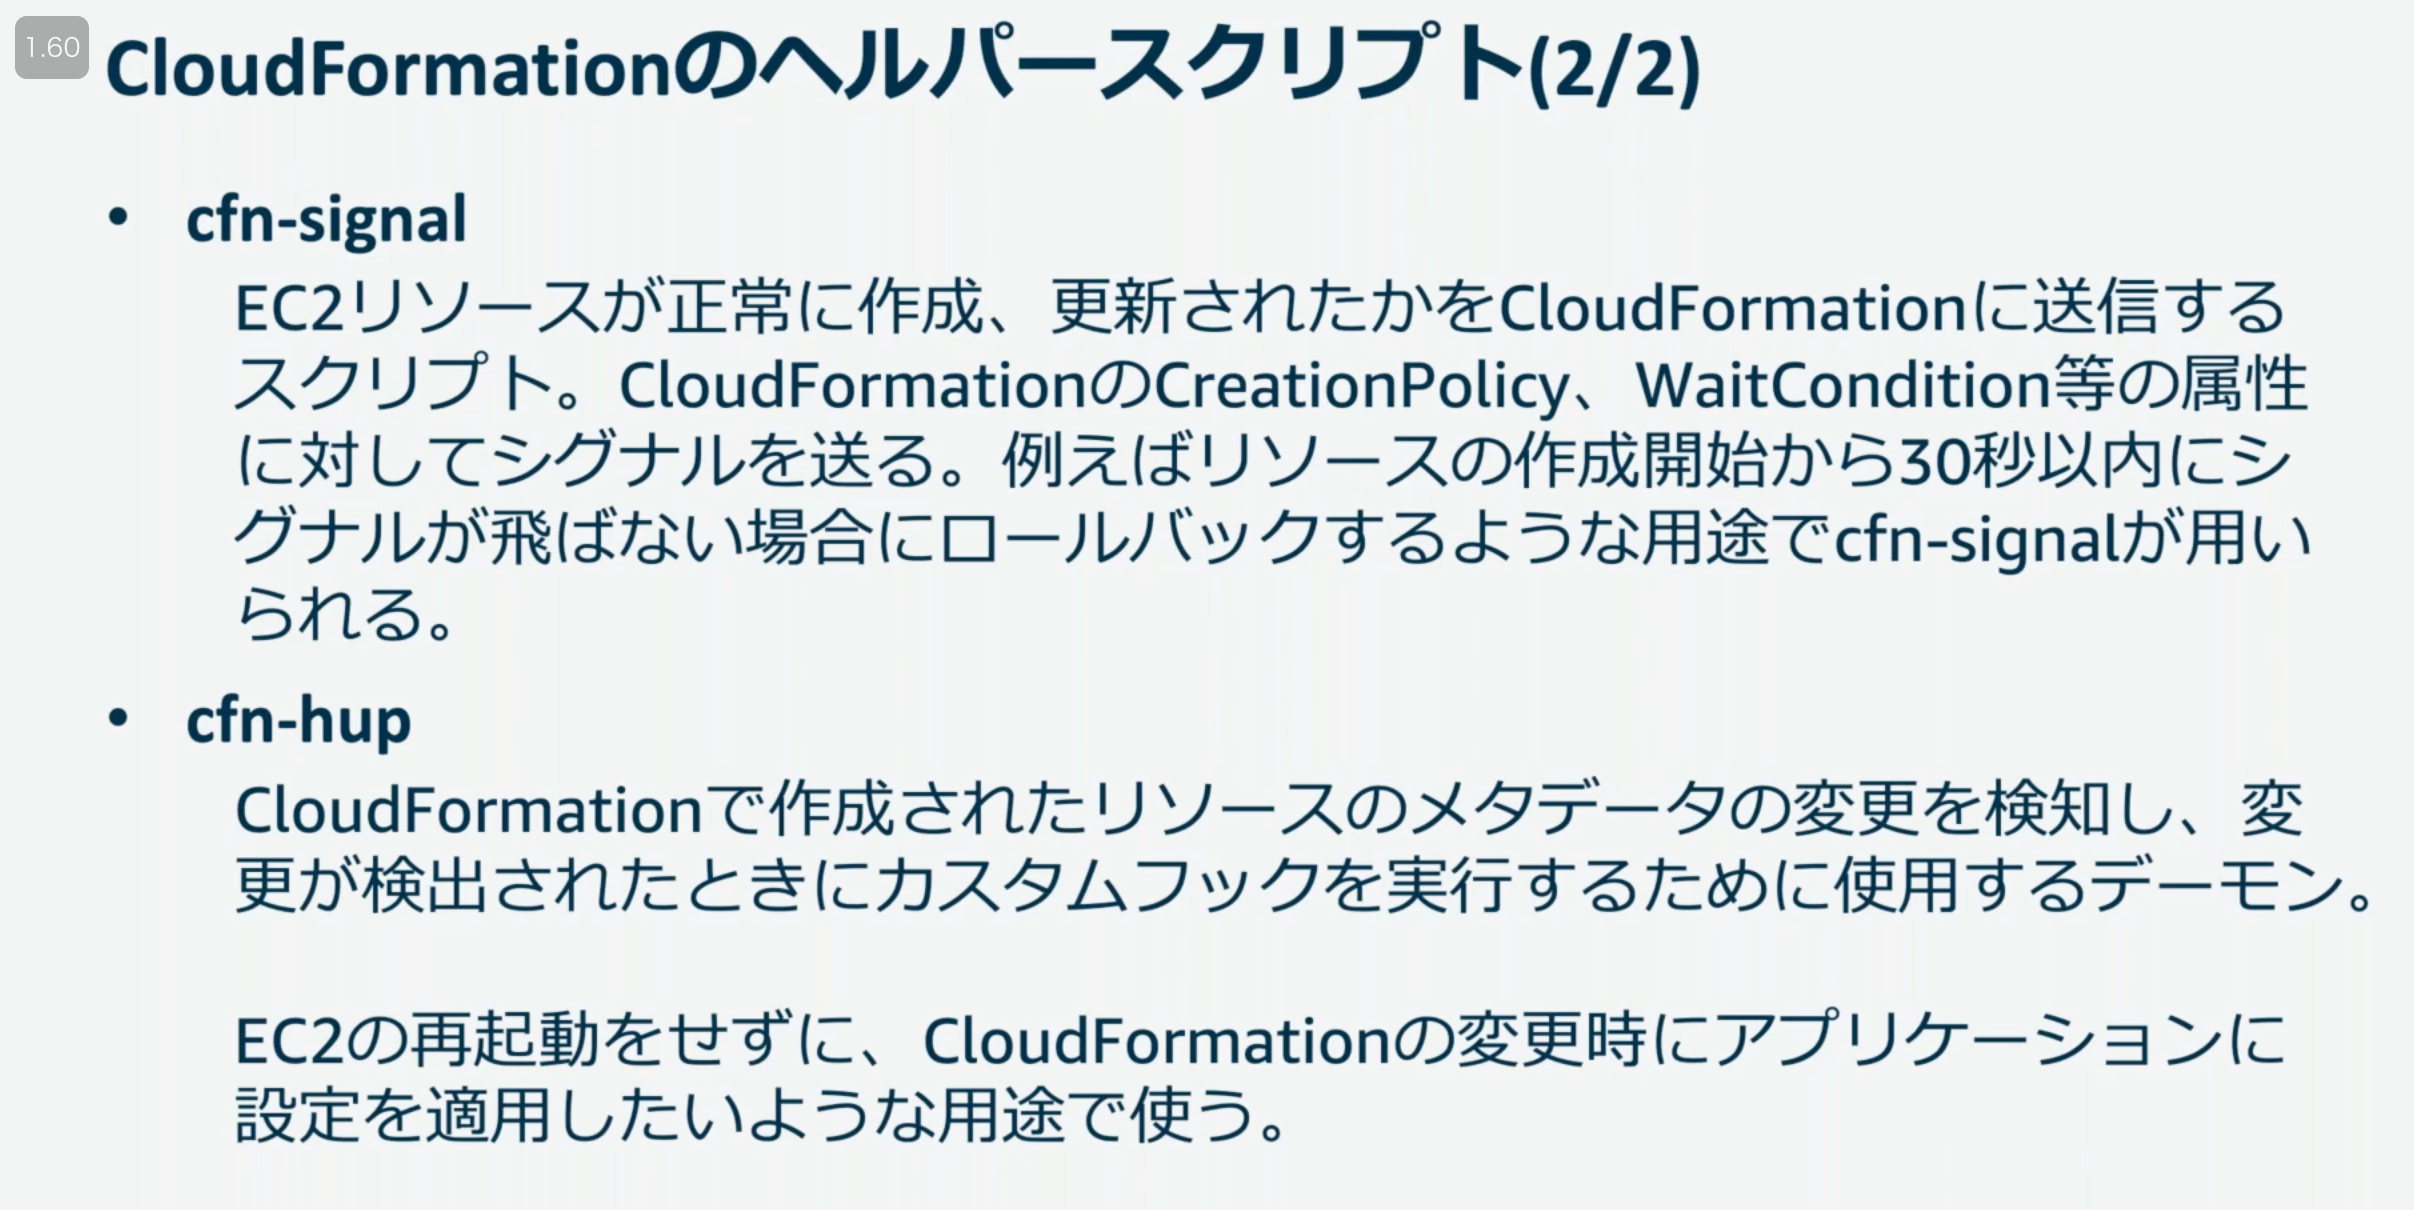 1.60
CloudFormationのヘルパースクリプト(2/2)
• cfn-signal
EC2リソースが正常に作成、更新されたかをCloudFormationに送信する
スクリプト。CloudFormationのCreationPolicy、WaitCondition等の属性
に対してシグナルを送る。例えばリソースの作成開始から30秒以内にシ
グナルが飛ばない場合にロールバックするような用途でcfn-signalが用い
られる。
• cfn-hup
CloudFormationで作成されたリソースのメタデータの変更を検知し、変
更が検出されたときにカスタムフックを実行するために使用するデーモン。
EC2の再起動をせずに、CloudFormationの変更時にアプリケーションに
設定を適用したいような用途で使う。